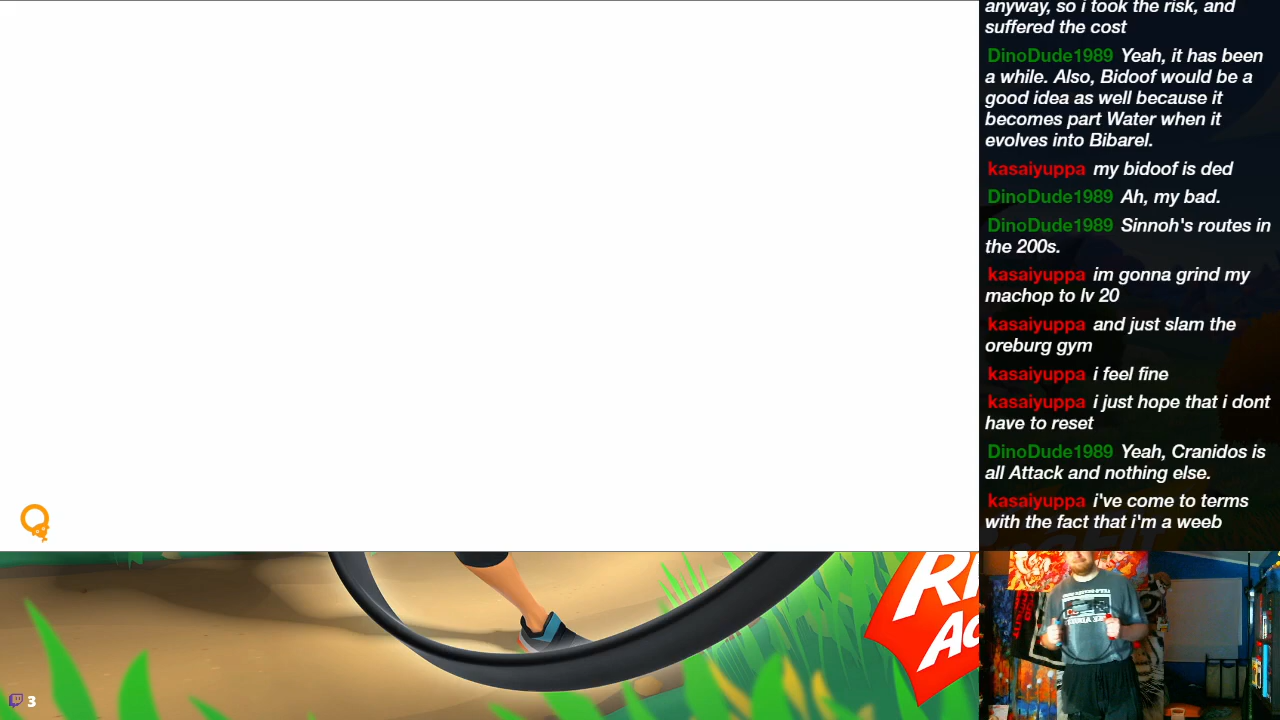 anyway, so i took the risk, and
suffered the cost
DinoDude1989 Yeah, it has been
a while. Also, Bidoof would be a
good idea as well because it
becomes part Water when it
evolves into Bibarel.
kasaiyuppa my bidoof is ded
DinoDude1989 Ah, my bad.
DinoDude1989 Sinnoh's routes in
the 200s.
kasaiyuppa im gonna grind my
machop to lv 20
kasaiyuppa and just slam the
oreburg gym
kasaiyuppa i feel fine
kasaiyuppa i just hope that i dont
have to reset
DinoDude1989 Yeah, Cranidos is
all Attack and nothing else.
kasaiyuppa i've come to terms
with the fact that i'm a weeb
3